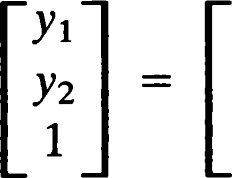 [y₁
y₂ = [
1]